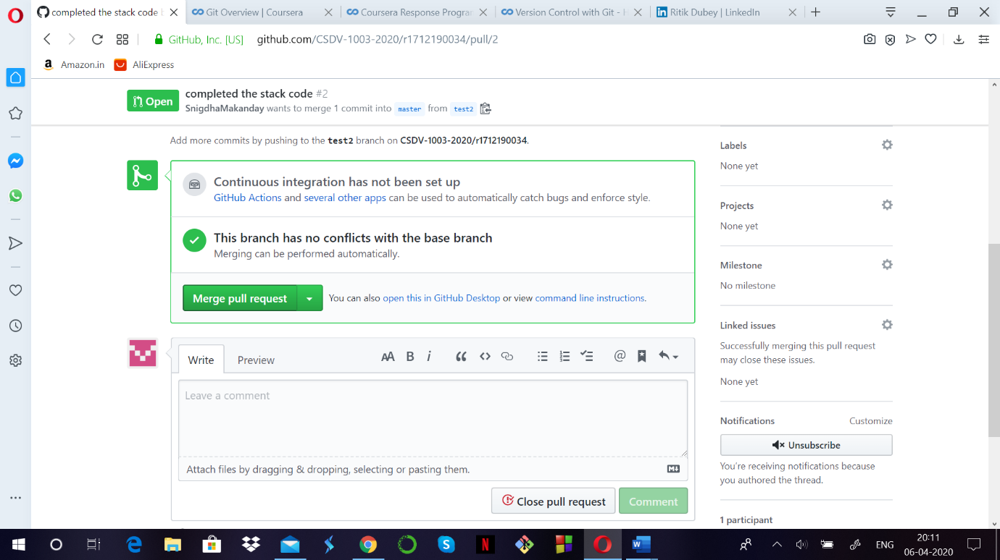 completed the stack code
Git Overview | Coursera
Coursera Response Program
Version Control with Git -
Ritik Dubey | LinkedIn
GitHub, Inc. [US]
github.com/CSDV-1003-2020/r1712190034/pull/2
Amazon.in
AliExpress
Open
completed the stack code #2
SnigdhaMakanday wants to merge 1 commit into master from test2
Add more commits by pushing to the test2 branch on CSDV-1003-2020/r1712190034.
Continuous integration has not been set up
GitHub Actions and several other apps can be used to automatically catch bugs and enforce style.
This branch has no conflicts with the base branch
Merging can be performed automatically.
Merge pull request
You can also open this in GitHub Desktop or view command line instructions.
Write
Preview
Leave a comment
Attach files by dragging & dropping, selecting or pasting them.
Close pull request
Comment
Labels
None yet
Projects
None yet
Milestone
No milestone
Linked issues
Successfully merging this pull request
may close these issues.
None yet
Notifications
Customize
Unsubscribe
You're receiving notifications because
you authored the thread.
1 participant
ENG
20:11
06-04-2020